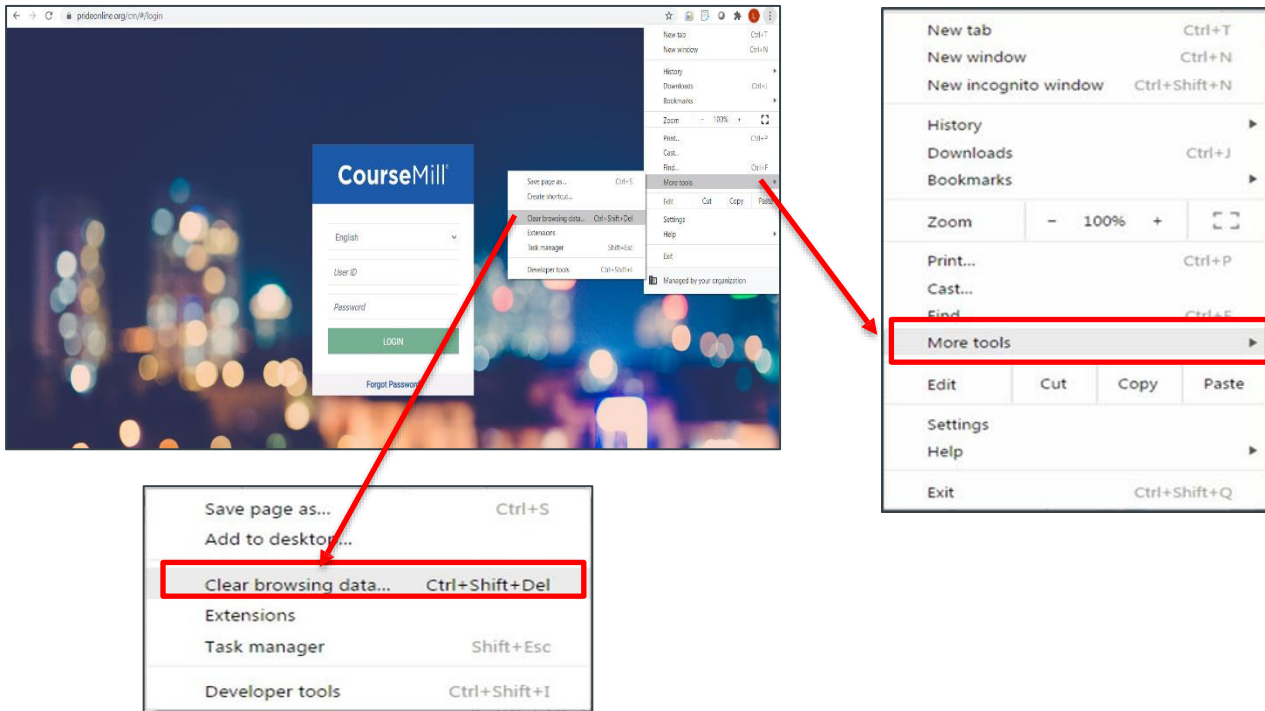 prideonline.org/cm/#/login
L
New tab Ctrl+T
New window Ctrl+N
History
Downloads Ctrl+J
Bookmarks
Zoom - 100% +
Print... Ctrl+P
Cast...
Find... Ctrl+F
More tools
Edit Cut Copy Paste
Settings
Help
Exit
Managed by your organization
Save page as... Ctrl+S
Create shortcut...
Clear browsing data... Ctrl+Shift+Del
Extensions
Task manager Shift+Esc
Developer tools Ctrl+Shift+I
CourseMill®
English
User ID
Password
LOGIN
Forgot Password
New tab Ctrl+T
New window Ctrl+N
New incognito window Ctrl+Shift+N
History
Downloads Ctrl+J
Bookmarks
Zoom - 100% +
Print... Ctrl+P
Cast...
Find Ctrl+F
More tools
Edit Cut Copy Paste
Settings
Help
Exit Ctrl+Shift+Q
Save page as... Ctrl+S
Add to desktop...
Clear browsing data... Ctrl+Shift+Del
Extensions
Task manager Shift+Esc
Developer tools Ctrl+Shift+I